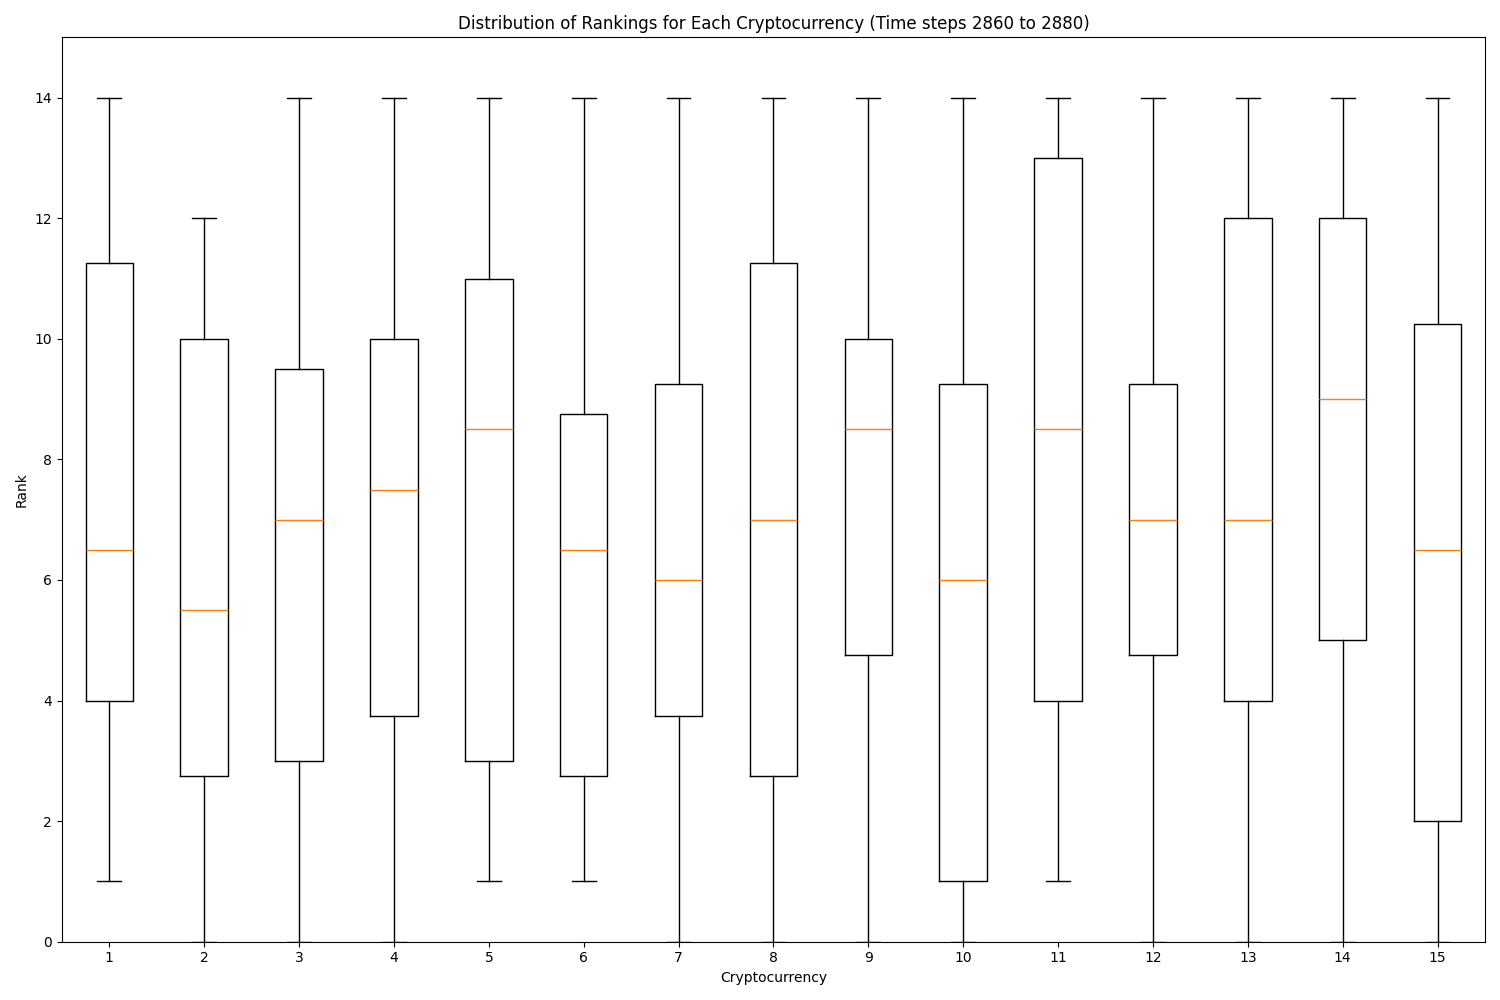 Distribution of Rankings for Each Cryptocurrency (Time steps 2860 to 2880)
14
12
10
8
6
4
2
0
Rank
1 2 3 4 5 6 7 8 9 10 11 12 13 14 15
Cryptocurrency